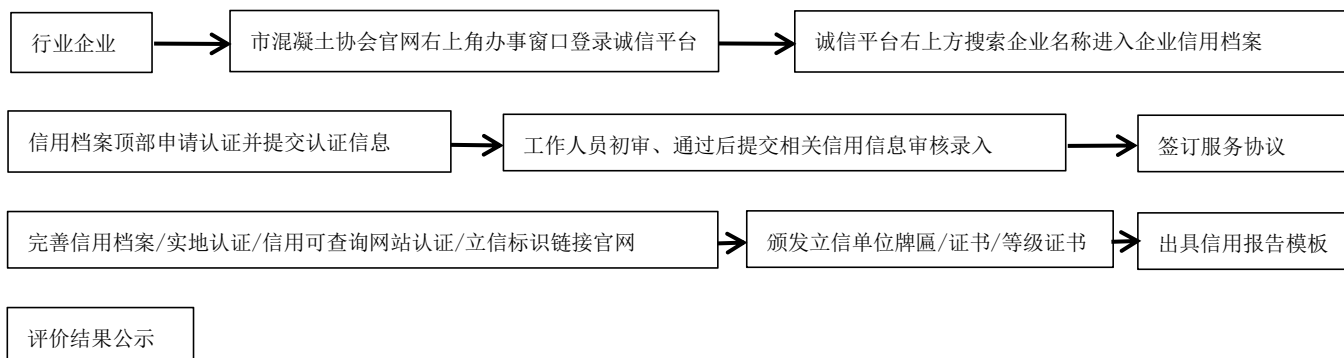 行业企业
市混凝土协会官网右上角办事窗口登录诚信平台
诚信平台右上方搜索企业名称进入企业信用档案
信用档案顶部申请认证并提交认证信息
工作人员初审、通过后提交相关信用信息审核录入
签订服务协议
完善信用档案/实地认证/信用可查询网站认证/立信标识链接官网
颁发立信单位牌匾/证书/等级证书
出具信用报告模板
评价结果公示